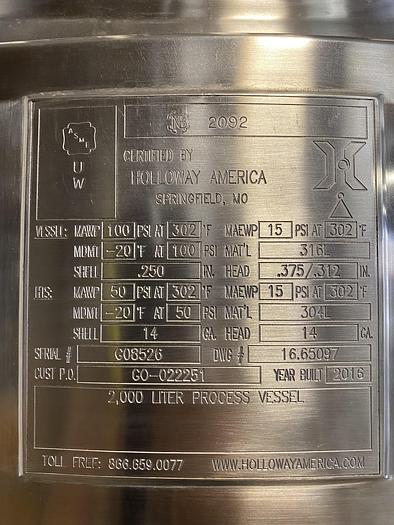 ASME
U
W
NB 2092
CERTIFIED BY
HOLLOWAY AMERICA
SPRINGFIELD, MO
VESSEL: MAWP 100 PSI AT 302 °F MAEWP 15 PSI AT 302 °F
MDMT -20 °F AT 100 PSI MAT'L 316L
SHELL .250 IN. HEAD .375/.312 IN.
HTS: MAWP 50 PSI AT 302 °F MAEWP 15 PSI AT 302 °F
MDMT -20 °F AT 50 PSI MAT'L 304L
SHELL 14 GA. HEAD 14 GA.
SERIAL # G08526 DWG # 16.65097
CUST P.O. GO-022251 YEAR BUILT 2016
2,000 LITER PROCESS VESSEL
TOLL FREE: 866.659.0077 WWW.HOLLOWAYAMERICA.COM